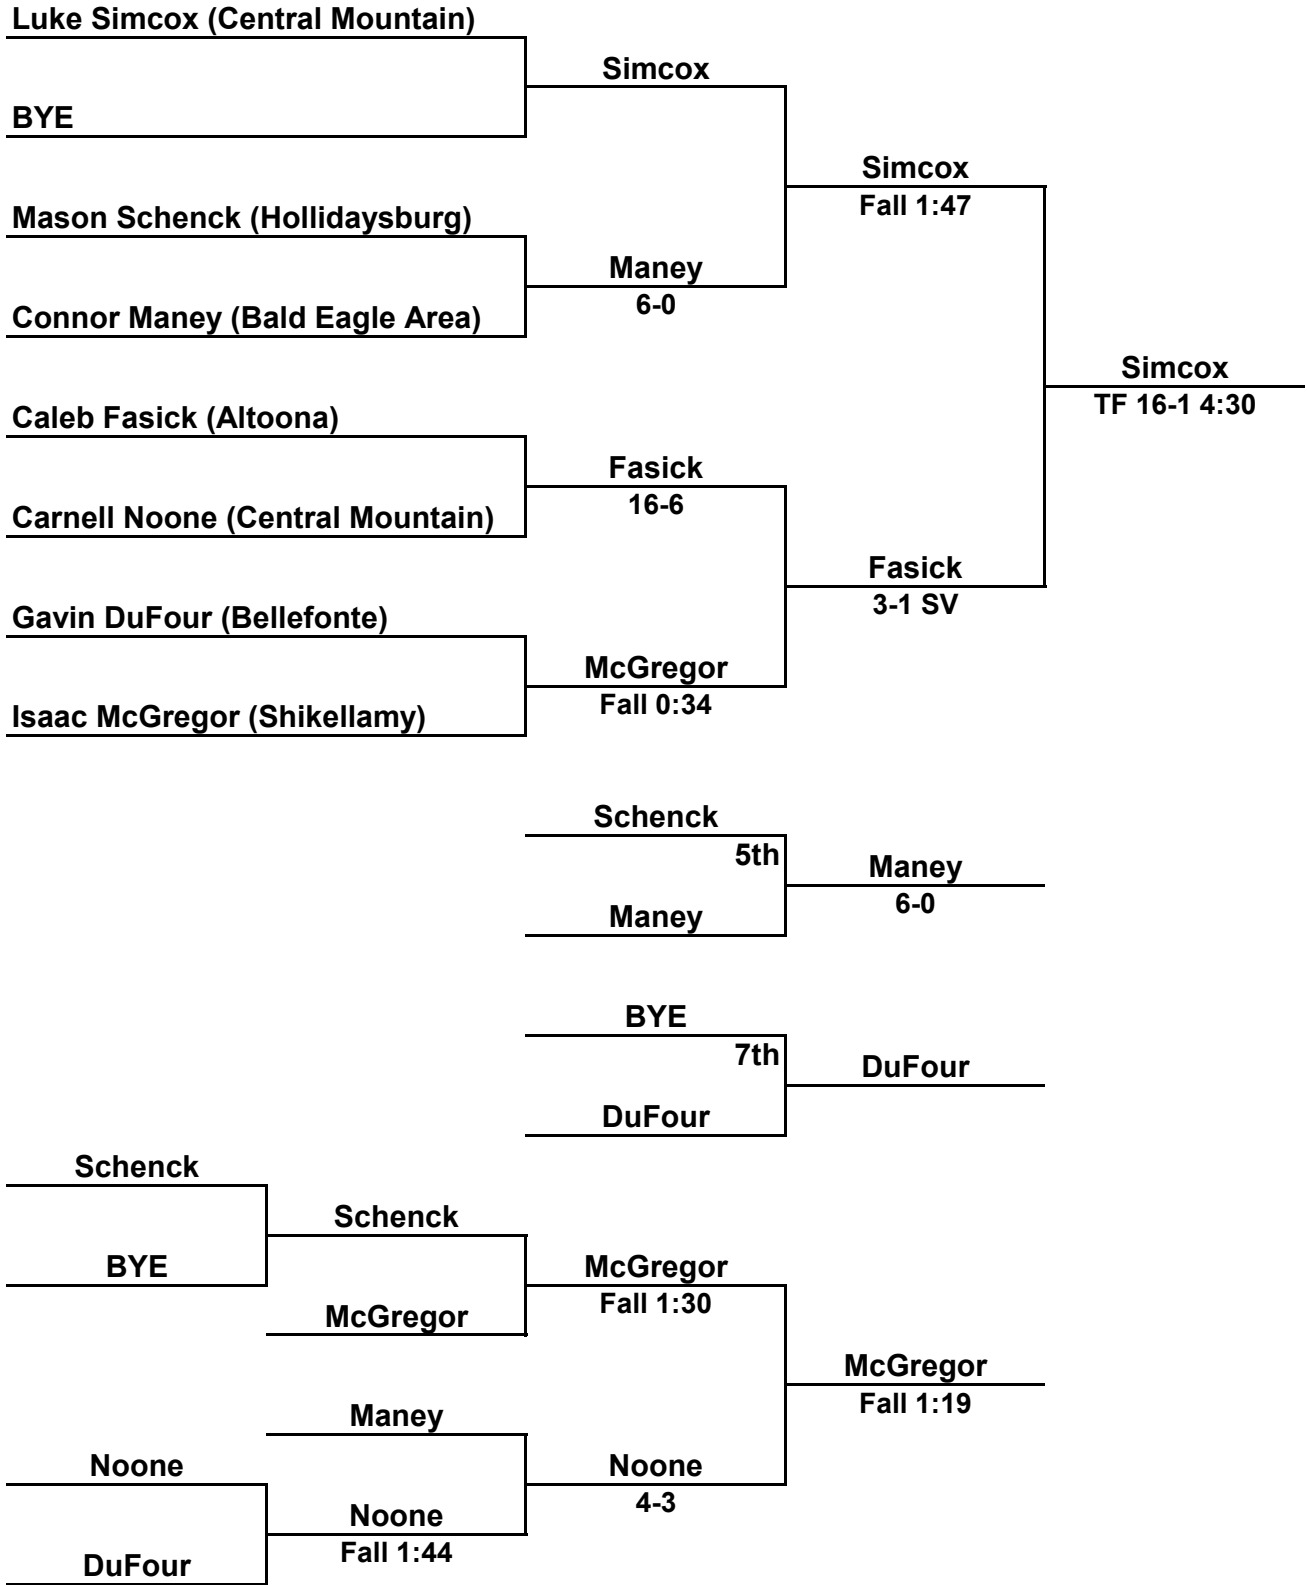 Luke Simcox (Central Mountain)
Simcox
BYE
Simcox
Fall 1:47
Mason Schenck (Hollidaysburg)
Maney
6-0
Connor Maney (Bald Eagle Area)
Simcox
TF 16-1 4:30
Caleb Fasick (Altoona)
Fasick
16-6
Carnell Noone (Central Mountain)
Fasick
3-1 SV
Gavin DuFour (Bellefonte)
McGregor
Fall 0:34
Isaac McGregor (Shikellamy)
Schenck
5th
Maney
6-0
Maney
BYE
7th
DuFour
DuFour
Schenck
Schenck
BYE
McGregor
Fall 1:30
McGregor
McGregor
Fall 1:19
Maney
Noone
Noone
4-3
Noone
Fall 1:44
DuFour